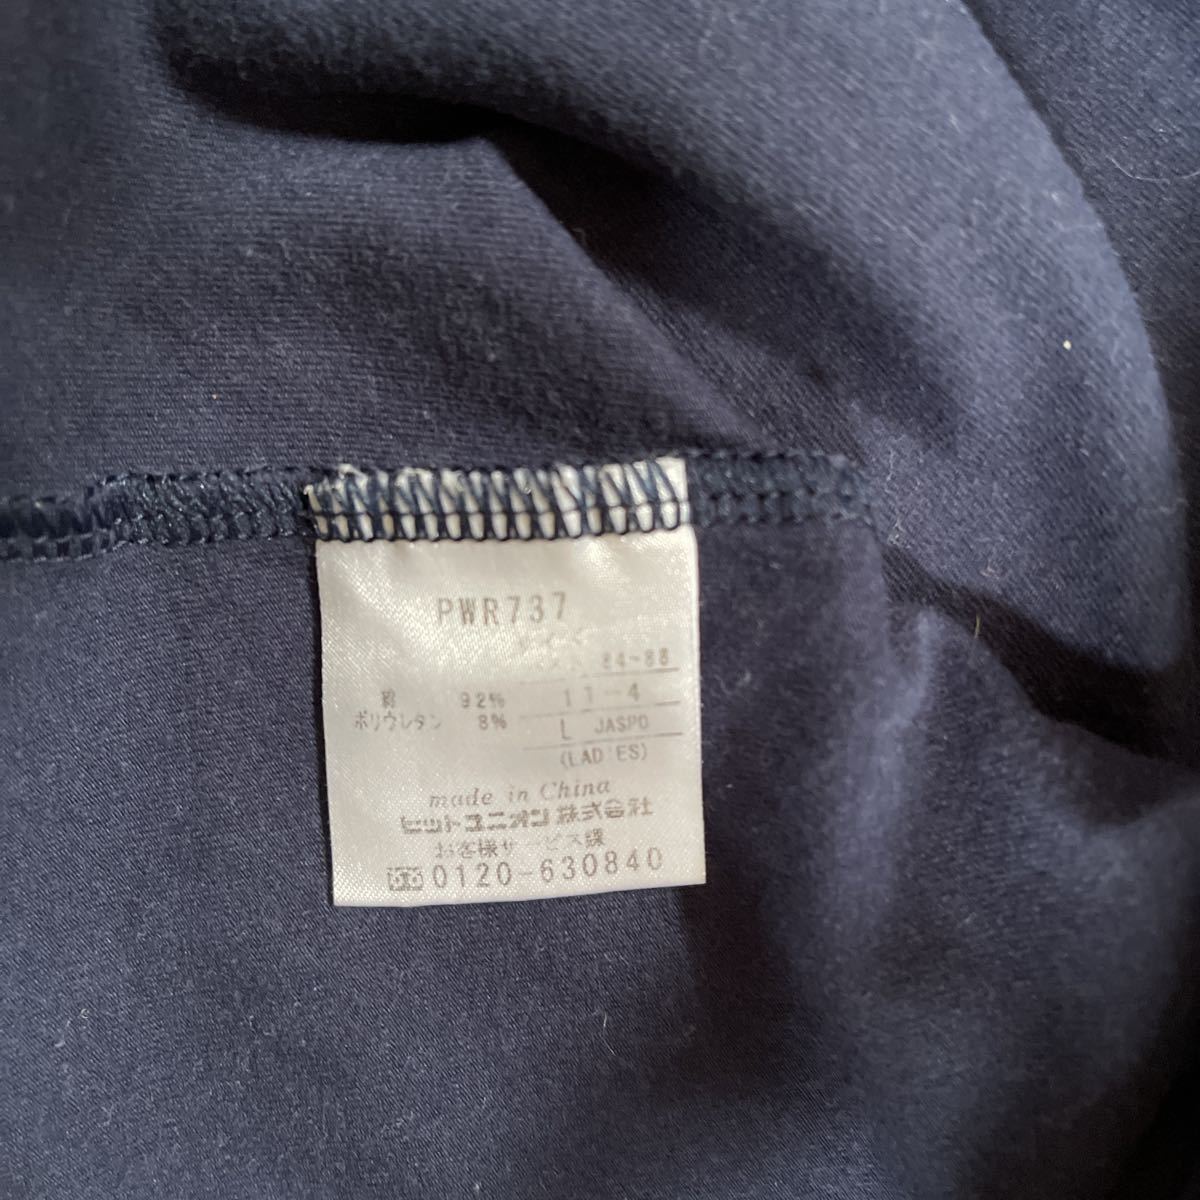 PWR737
84~88
綿 92% 11-4
ポリウレタン 8% L JASPO
(LADIES)
made in China
ヒットユニオン株式会社
お客様サービス課
0120-630840